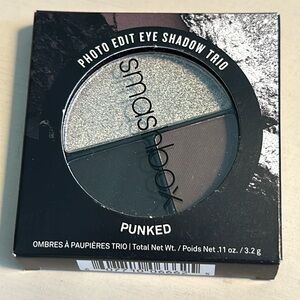 PHOTO EDIT EYE SHADOW TRIO
smashbox
PUNKED
OMBRES À PAUPIÈRES TRIO | Total Net Wt. / Poids Net .11 oz. / 3.2 g